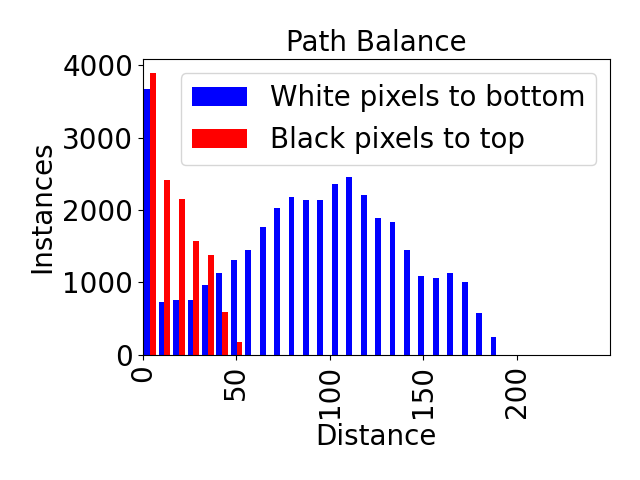 Path Balance
White pixels to bottom
Black pixels to top
Instances
4000
3000
2000
1000
0
0
50
100
150
200
Distance